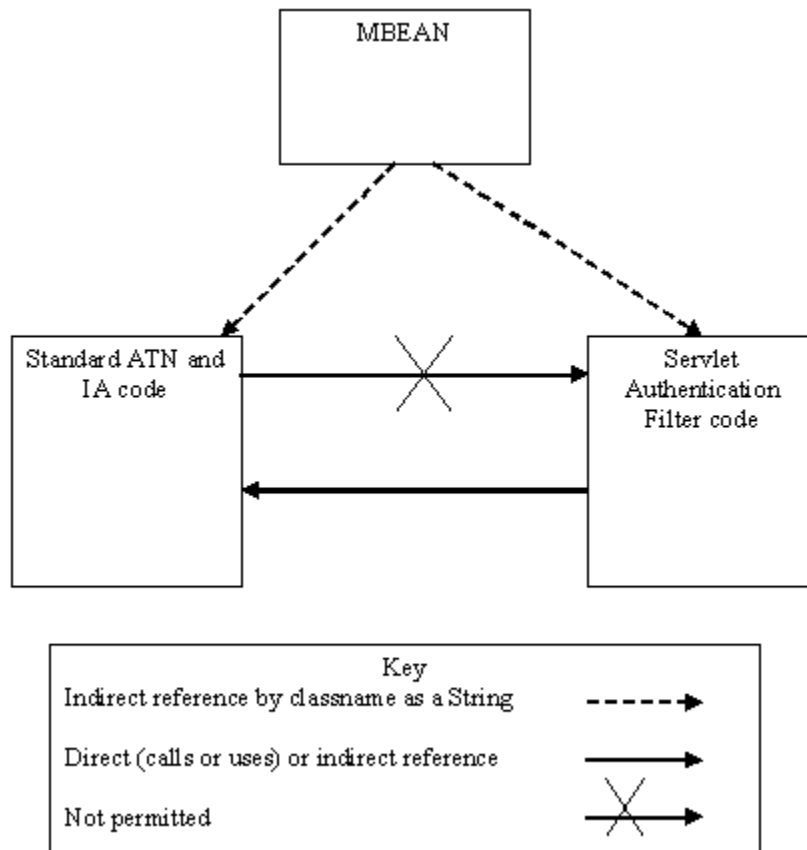 MBEAN
Standard ATN and
IA code
Servlet
Authentication
Filter code
Key
Indirect reference by classname as a String
Direct (calls or uses) or indirect reference
Not permitted